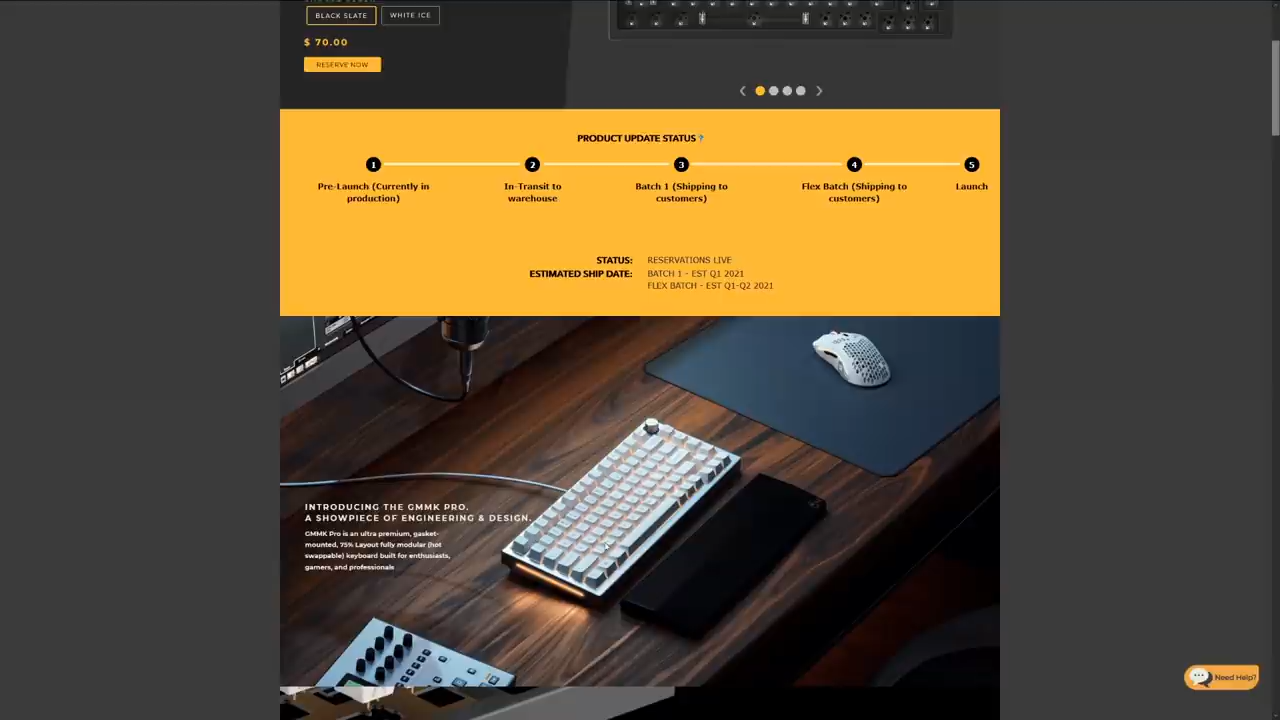 BLACK SLATE
WHITE ICE
$ 70.00
RESERVE NOW
PRODUCT UPDATE STATUS ?
1
2
3
4
5
Pre-Launch (Currently in
production)
In-Transit to
warehouse
Batch 1 (Shipping to
customers)
Flex Batch (Shipping to
customers)
Launch
STATUS: RESERVATIONS LIVE
ESTIMATED SHIP DATE: BATCH 1 - EST Q1 2021
FLEX BATCH - EST Q1-Q2 2021
INTRODUCING THE GMMK PRO.
A SHOWPIECE OF ENGINEERING & DESIGN.
GMMK Pro is an ultra premium, gasket-
mounted, 75% Layout fully modular (hot
swappable) keyboard built for enthusiasts,
gamers, and professionals
Need Help?